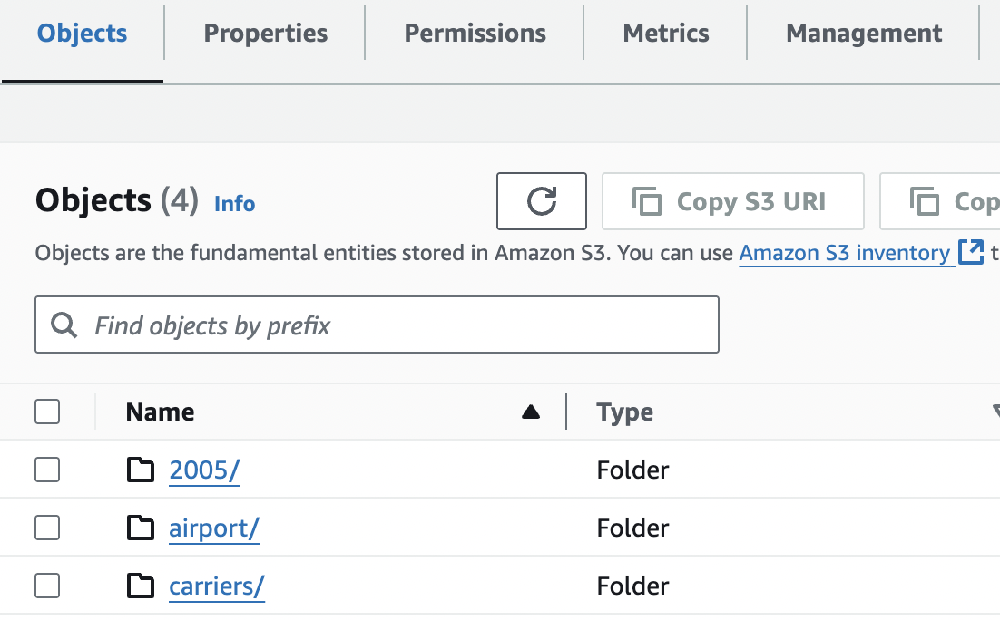 Objects Properties Permissions Metrics Management
Objects (4) Info Copy S3 URI Cop
Objects are the fundamental entities stored in Amazon S3. You can use Amazon S3 inventory t
Find objects by prefix
Name Type
2005/ Folder
airport/ Folder
carriers/ Folder